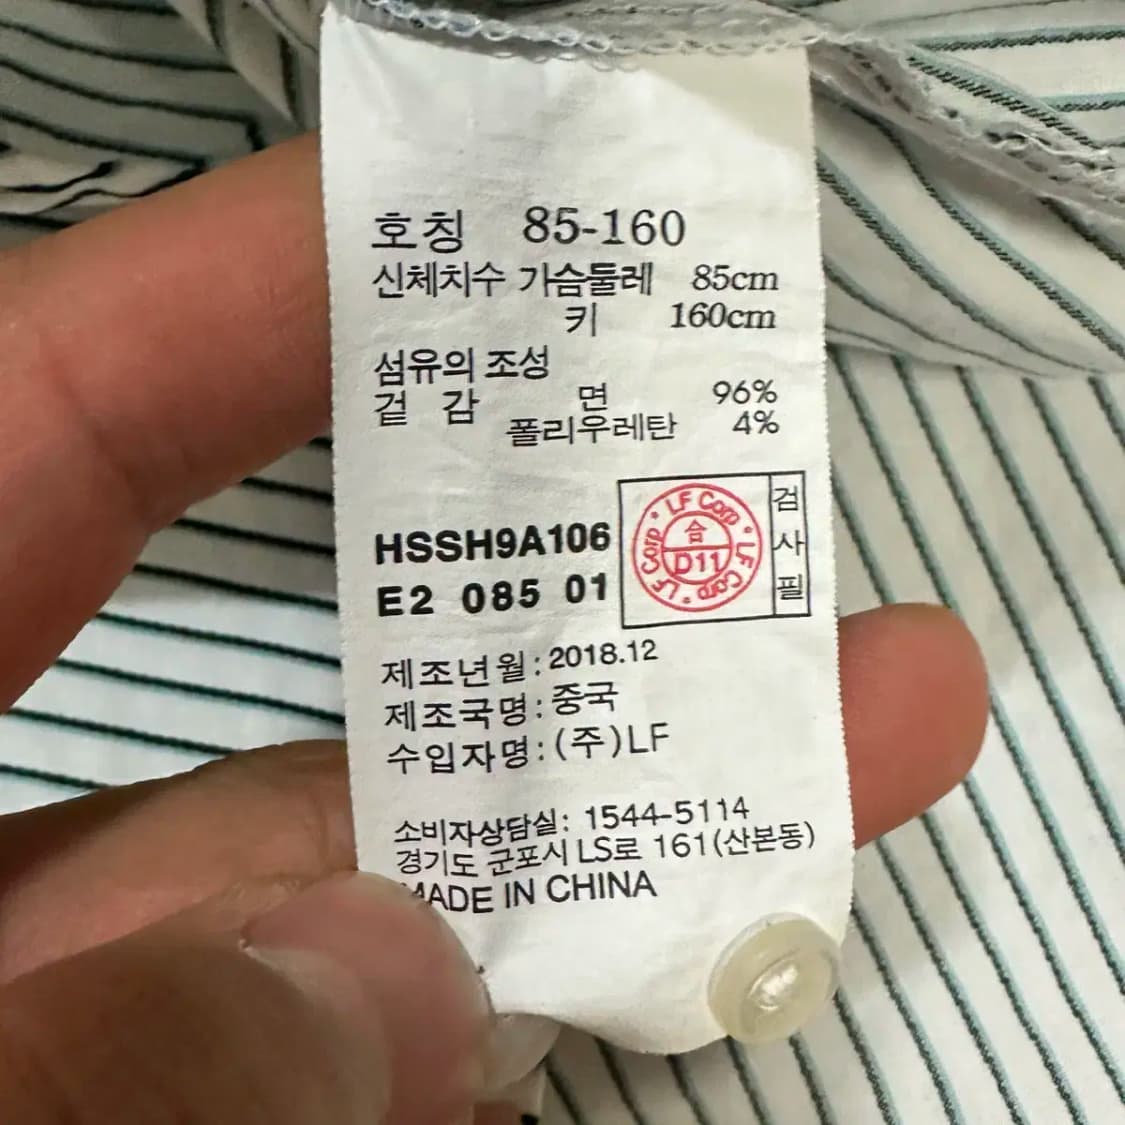 호칭 85-160
신체치수 가슴둘레 85cm
키 160cm
섬유의 조성
겉 감 면 96%
폴리우레탄 4%
HSSH9A106
E2 085 01
LF Corp · LF Corp · LF Corp ·
合
D11
검사필
제조년월:2018.12
제조국명:중국
수입자명:(주)LF
소비자상담실: 1544-5114
경기도 군포시 LS로 161(산본동)
MADE IN CHINA